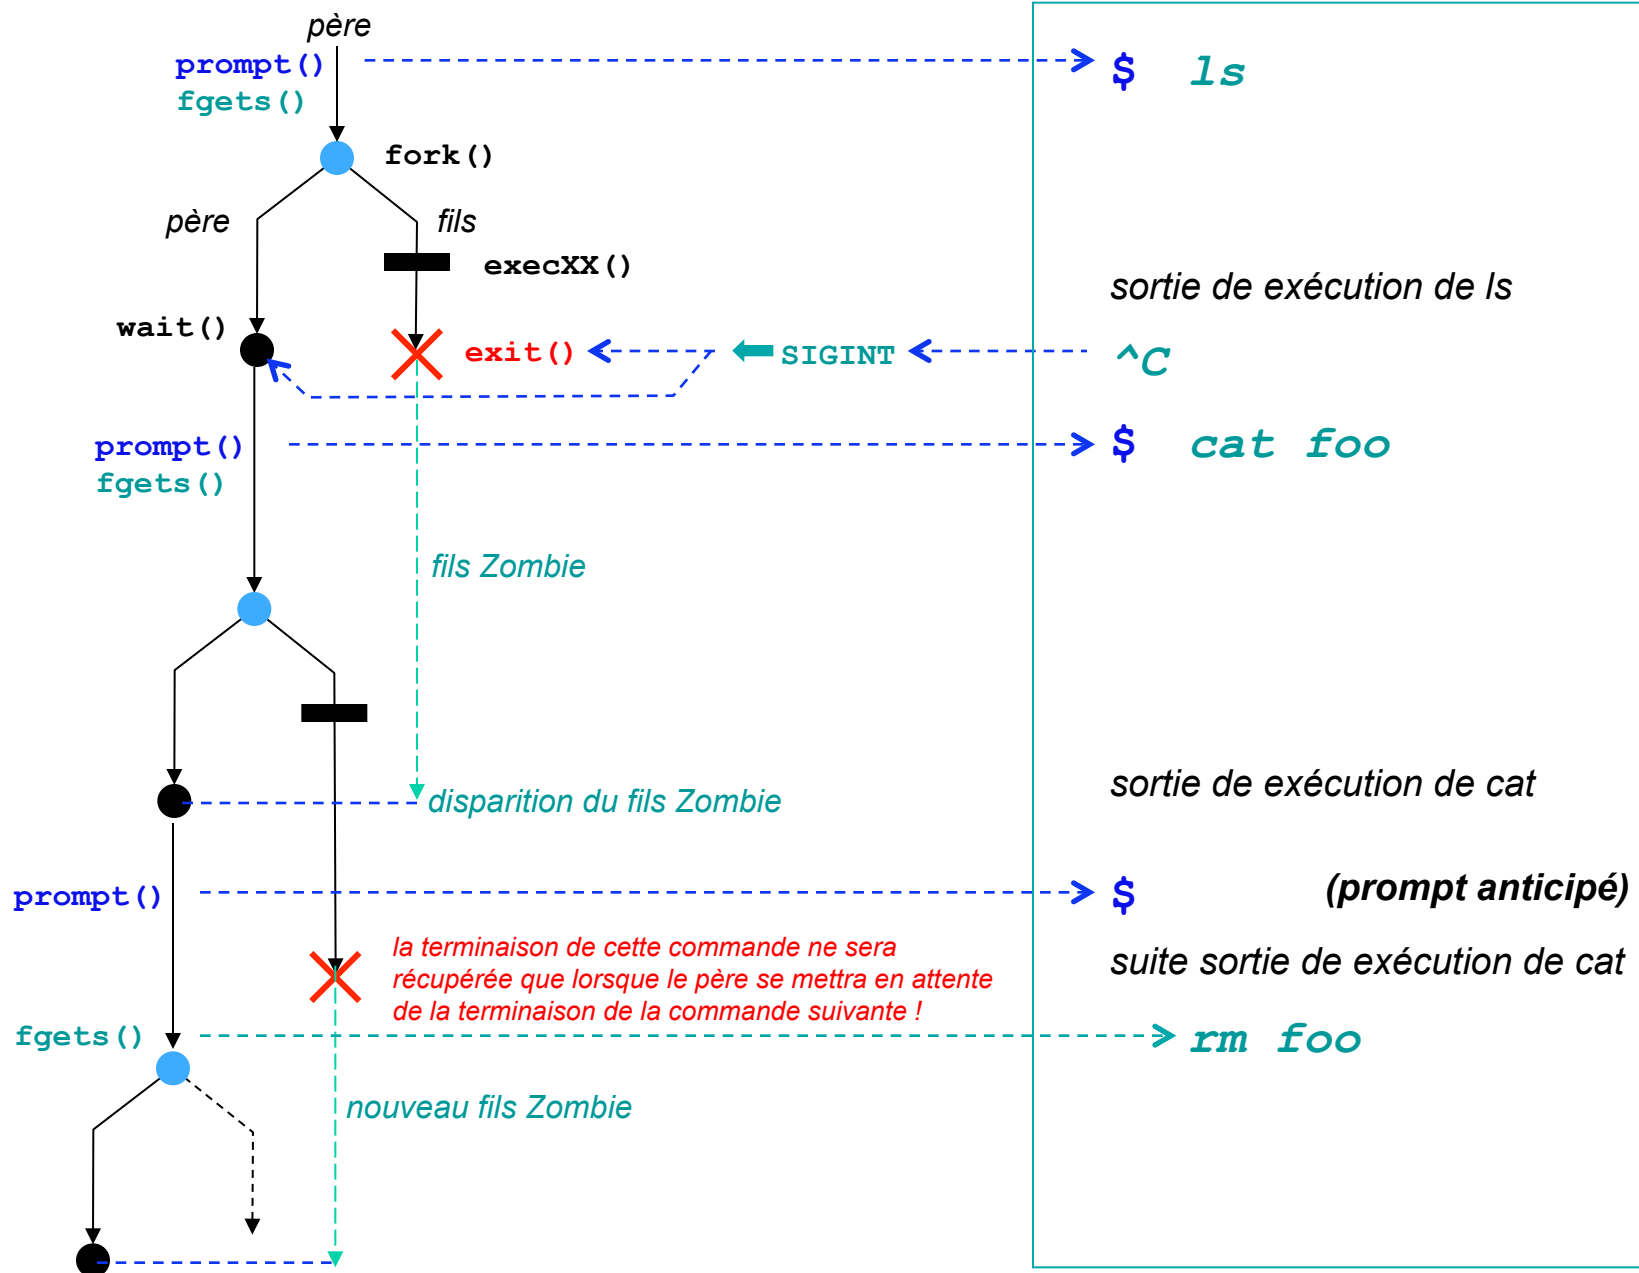 père
prompt()
$ ls
fgets()
fork()
père
fils
execXX()
sortie de exécution de ls
wait()
exit()
SIGINT
^C
prompt()
$ cat foo
fgets()
fils Zombie
disparition du fils Zombie
sortie de exécution de cat
prompt()
$ (prompt anticipé)
la terminaison de cette commande ne sera
récupérée que lorsque le père se mettra en attente
de la terminaison de la commande suivante !
suite sortie de exécution de cat
fgets()
rm foo
nouveau fils Zombie